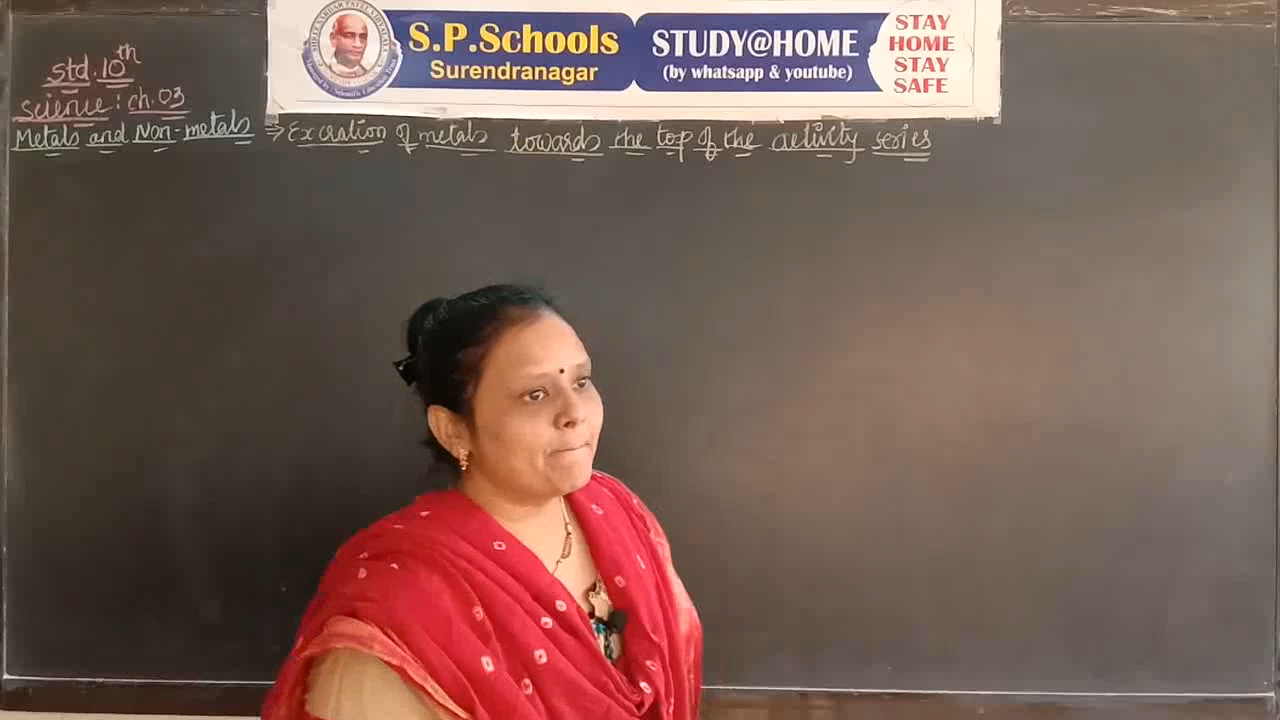 S.P.Schools
Surendranagar
STUDY@HOME
(by whatsapp & youtube)
STAY
HOME
STAY
SAFE
std. 10th
Science : ch. 03
Metals and Non-metals → Excration of metals towards the top of the activity series